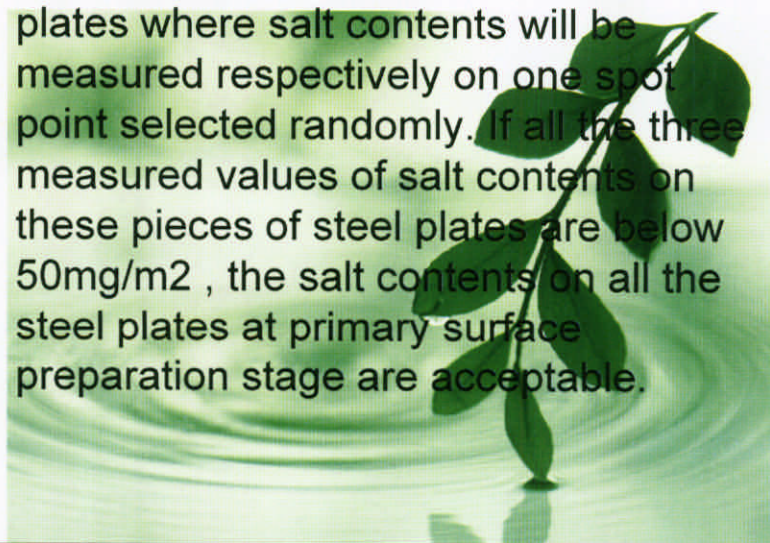 plates where salt contents will be
measured respectively on one spot
point selected randomly. If all the three
measured values of salt contents on
these pieces of steel plates are below
50mg/m2 , the salt contents on all the
steel plates at primary surface
preparation stage are acceptable.